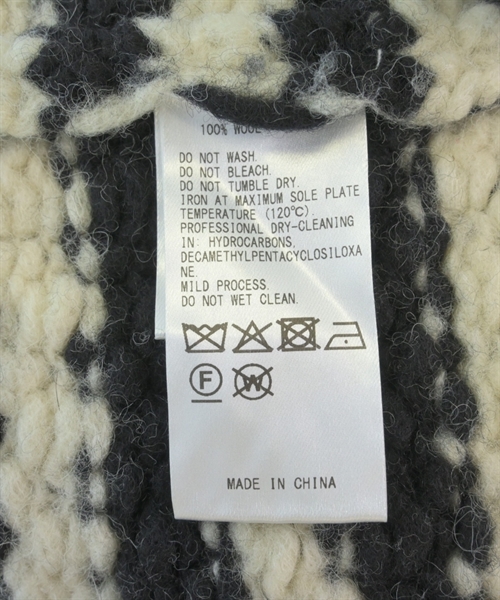 100% WOOL
DO NOT WASH.
DO NOT BLEACH.
DO NOT TUMBLE DRY.
IRON AT MAXIMUM SOLE PLATE
TEMPERATURE (120℃).
PROFESSIONAL DRY-CLEANING
IN: HYDROCARBONS,
DECAMETHYLPENTACYCLOSILOXA
NE.
MILD PROCESS.
DO NOT WET CLEAN.
F W
MADE IN CHINA